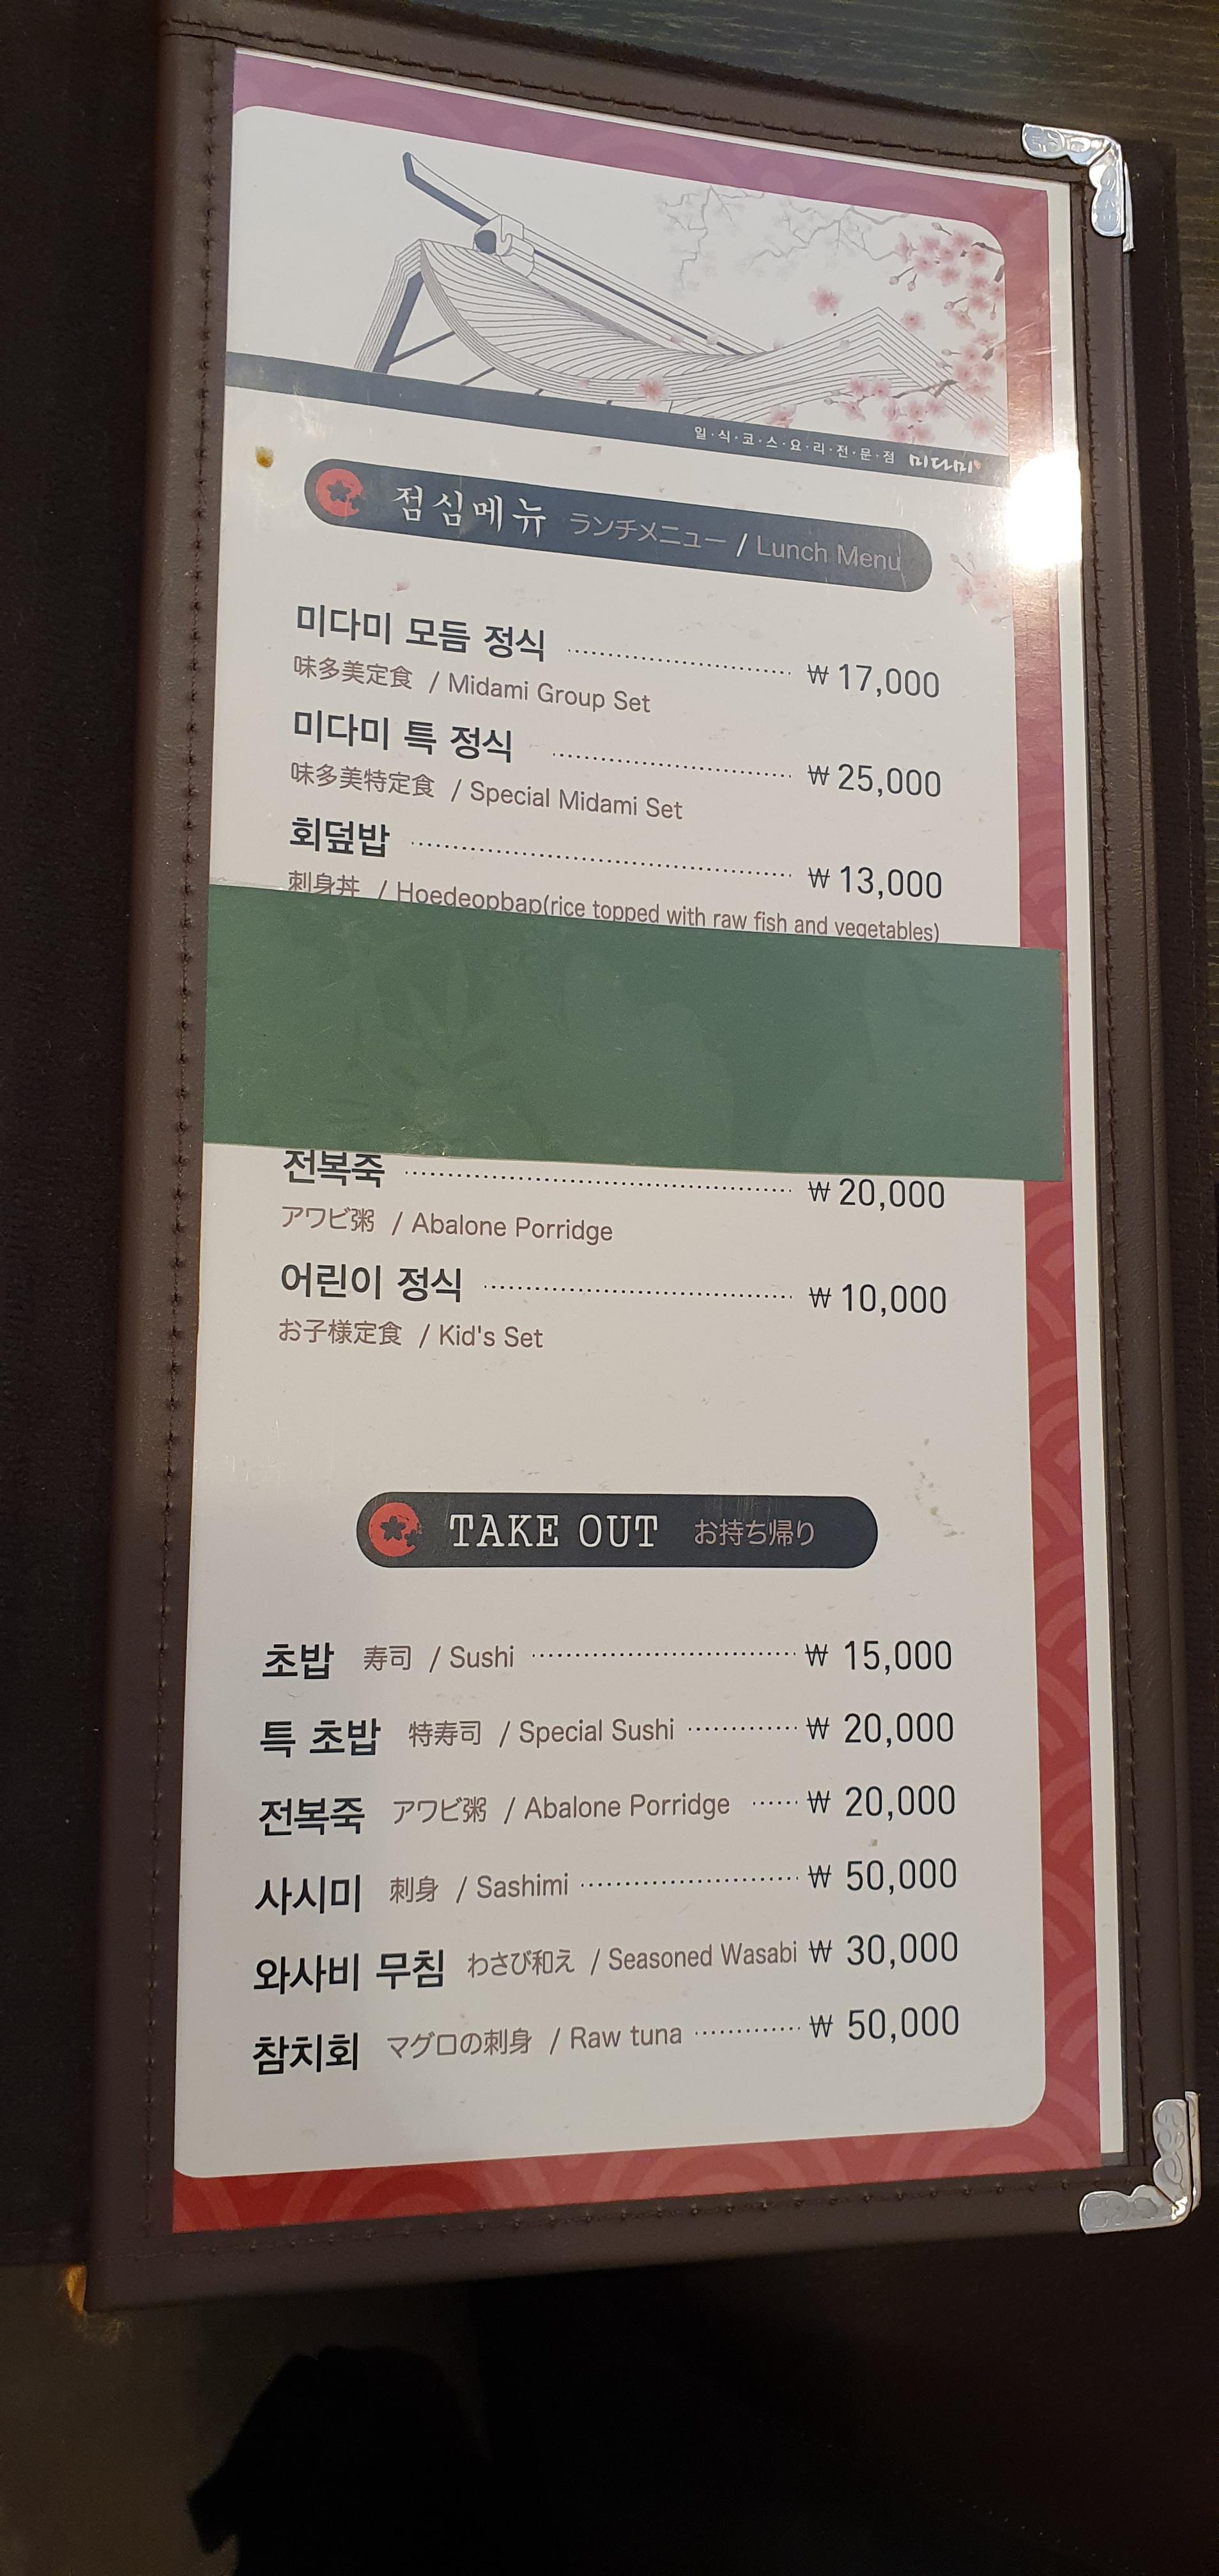 일·식·코·스·요·리·전·문·점 미다미
점심메뉴 ランチメニュー / Lunch Menu
미다미 모듬 정식 ₩ 17,000
味多美定食 / Midami Group Set
미다미 특 정식 ₩ 25,000
味多美特定食 / Special Midami Set
회덮밥 ₩ 13,000
刺身丼 / Hoedeopbap(rice topped with raw fish and vegetables)
전복죽 ₩ 20,000
アワビ粥 / Abalone Porridge
어린이 정식 ₩ 10,000
お子様定食 / Kid's Set
TAKE OUT お持ち帰り
초밥 寿司 / Sushi ₩ 15,000
특 초밥 特寿司 / Special Sushi ₩ 20,000
전복죽 アワビ粥 / Abalone Porridge ₩ 20,000
사시미 刺身 / Sashimi ₩ 50,000
와사비 무침 わさび和え / Seasoned Wasabi ₩ 30,000
참치회 マグロの刺身 / Raw tuna ₩ 50,000